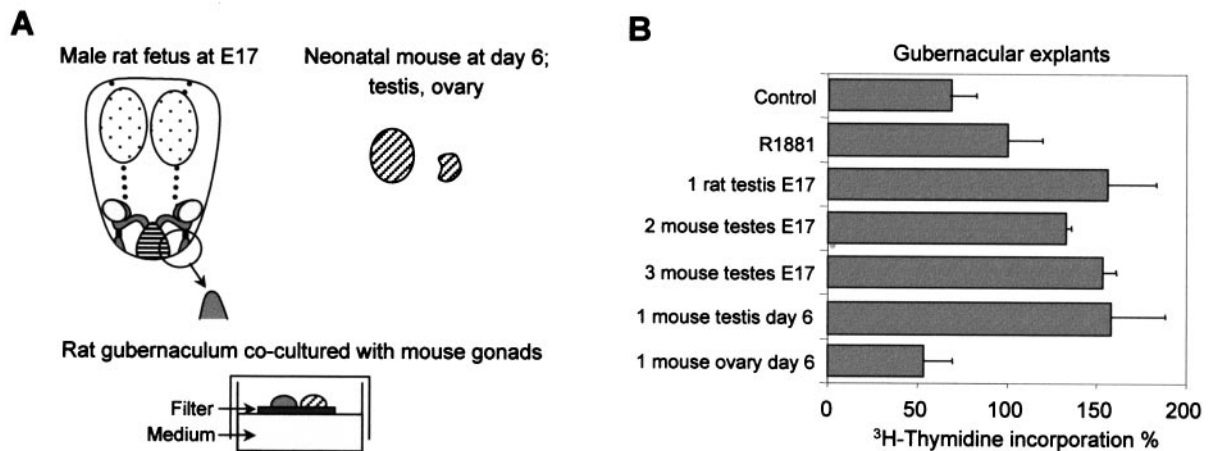 A
Male rat fetus at E17
Neonatal mouse at day 6;
testis, ovary
Rat gubernaculum co-cultured with mouse gonads
Filter
Medium
B
Gubernacular explants
Control
R1881
1 rat testis E17
2 mouse testes E17
3 mouse testes E17
1 mouse testis day 6
1 mouse ovary day 6
0 50 100 150 200
³H-Thymidine incorporation %